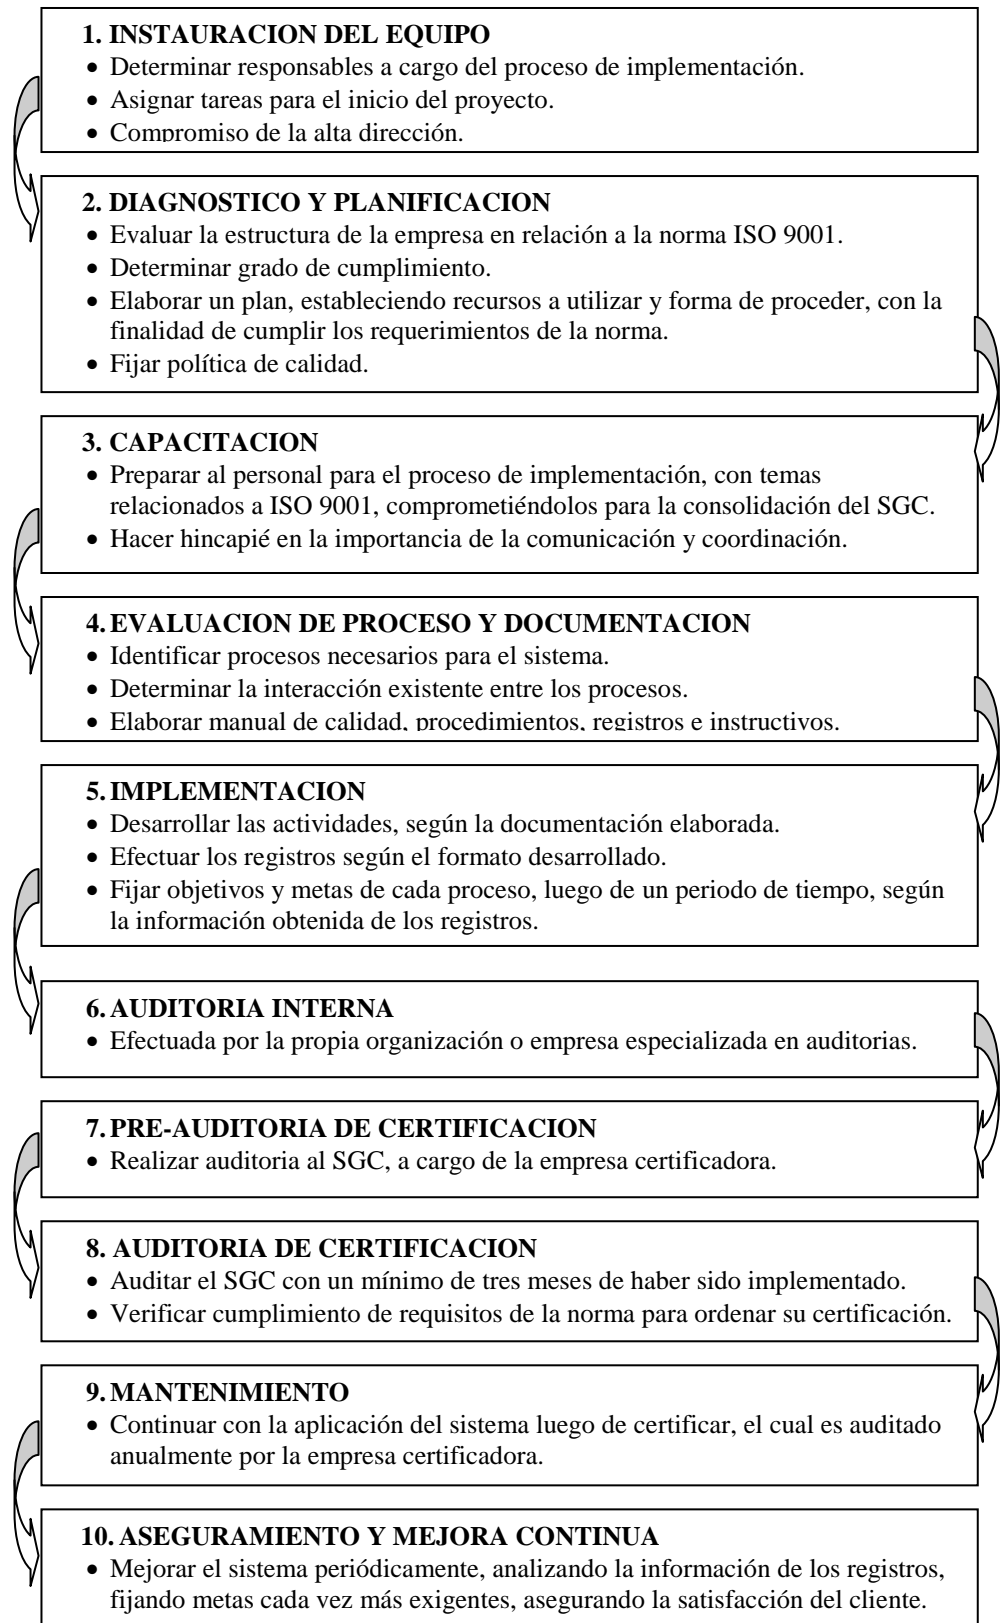 1. INSTAURACION DEL EQUIPO
• Determinar responsables a cargo del proceso de implementación.
• Asignar tareas para el inicio del proyecto.
• Compromiso de la alta dirección.
2. DIAGNOSTICO Y PLANIFICACION
• Evaluar la estructura de la empresa en relación a la norma ISO 9001.
• Determinar grado de cumplimiento.
• Elaborar un plan, estableciendo recursos a utilizar y forma de proceder, con la
finalidad de cumplir los requerimientos de la norma.
• Fijar política de calidad.
3. CAPACITACION
• Preparar al personal para el proceso de implementación, con temas
relacionados a ISO 9001, comprometiéndolos para la consolidación del SGC.
• Hacer hincapié en la importancia de la comunicación y coordinación.
4. EVALUACION DE PROCESO Y DOCUMENTACION
• Identificar procesos necesarios para el sistema.
• Determinar la interacción existente entre los procesos.
• Elaborar manual de calidad, procedimientos, registros e instructivos.
5. IMPLEMENTACION
• Desarrollar las actividades, según la documentación elaborada.
• Efectuar los registros según el formato desarrollado.
• Fijar objetivos y metas de cada proceso, luego de un periodo de tiempo, según
la información obtenida de los registros.
6. AUDITORIA INTERNA
• Efectuada por la propia organización o empresa especializada en auditorias.
7. PRE-AUDITORIA DE CERTIFICACION
• Realizar auditoria al SGC, a cargo de la empresa certificadora.
8. AUDITORIA DE CERTIFICACION
• Auditar el SGC con un mínimo de tres meses de haber sido implementado.
• Verificar cumplimiento de requisitos de la norma para ordenar su certificación.
9. MANTENIMIENTO
• Continuar con la aplicación del sistema luego de certificar, el cual es auditado
anualmente por la empresa certificadora.
10. ASEGURAMIENTO Y MEJORA CONTINUA
• Mejorar el sistema periódicamente, analizando la información de los registros,
fijando metas cada vez más exigentes, asegurando la satisfacción del cliente.